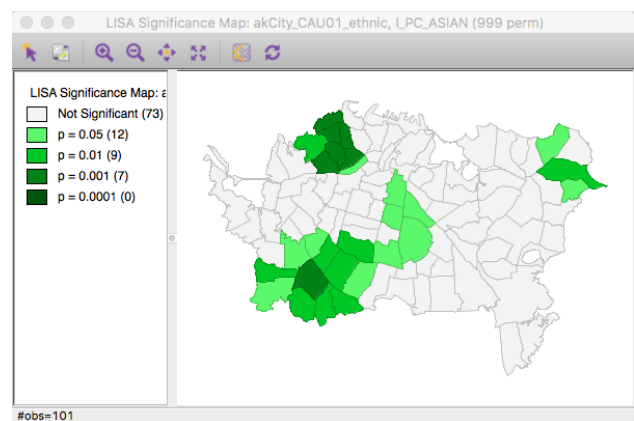 LISA Significance Map: akCity_CAU01_ethnic, I_PC_ASIAN (999 perm)
LISA Significance Map: a
Not Significant (73)
p = 0.05 (12)
p = 0.01 (9)
p = 0.001 (7)
p = 0.0001 (0)
#obs=101